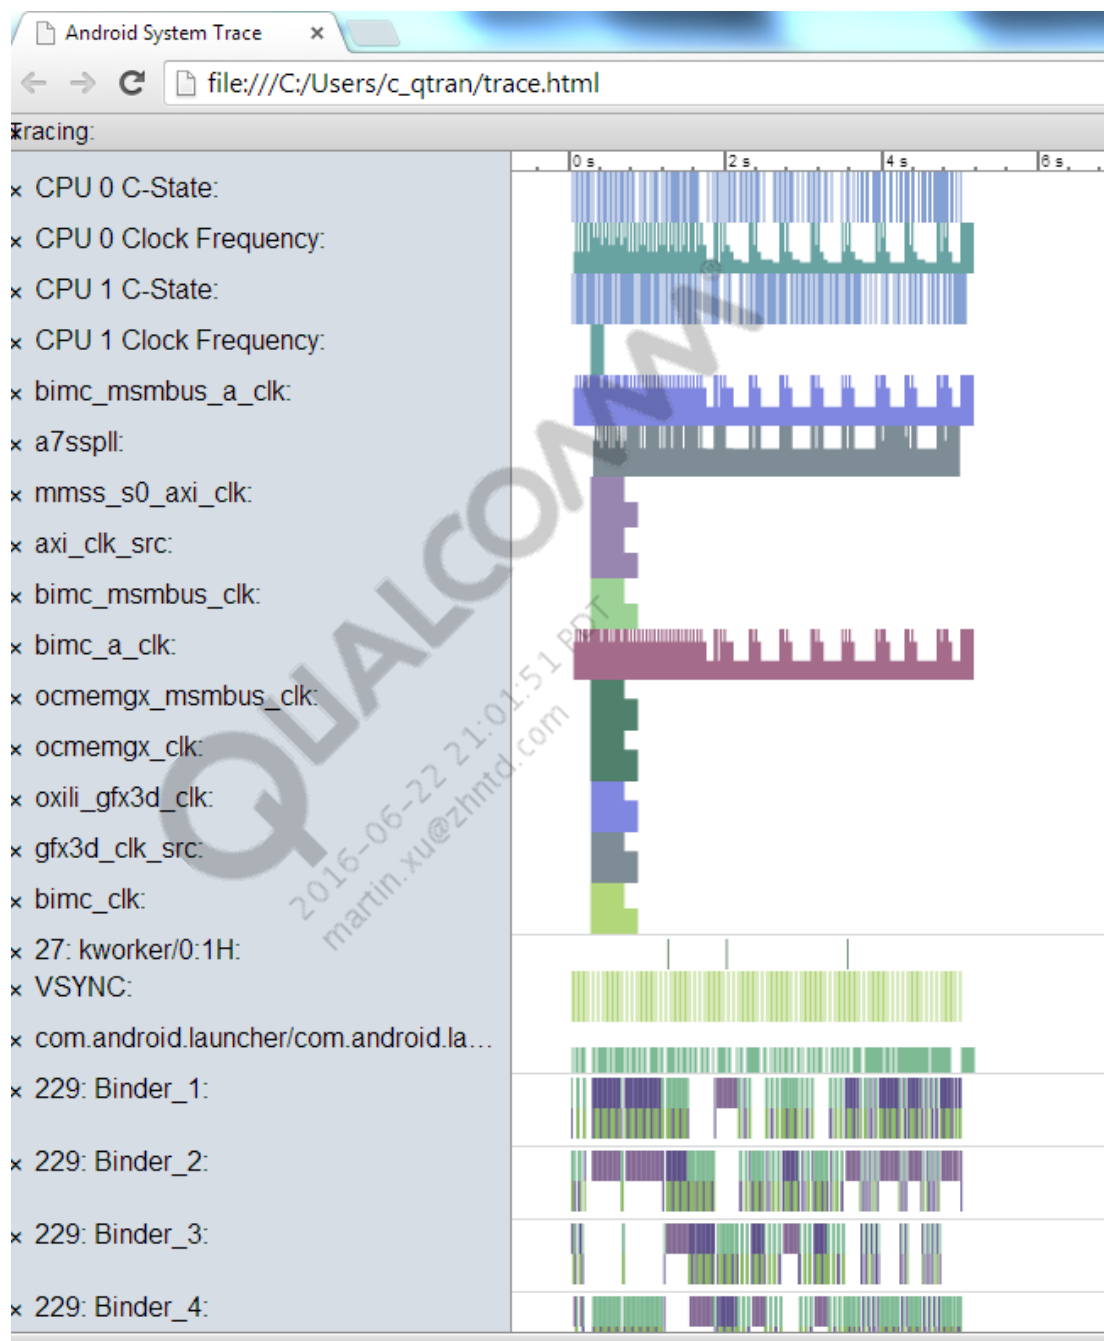 Android System Trace
file:///C:/Users/c_qtran/trace.html
Tracing:
0 s 2 s 4 s 6 s
CPU 0 C-State:
CPU 0 Clock Frequency:
CPU 1 C-State:
CPU 1 Clock Frequency:
bimc_msmbus_a_clk:
a7sspll:
mmss_s0_axi_clk:
axi_clk_src:
bimc_msmbus_clk:
bimc_a_clk:
ocmemgx_msmbus_clk:
ocmemgx_clk:
oxili_gfx3d_clk:
gfx3d_clk_src:
bimc_clk:
27: kworker/0:1H:
VSYNC:
com.android.launcher/com.android.la...
229: Binder_1:
229: Binder_2:
229: Binder_3:
229: Binder_4:
QUALCOMM®
2016-06-22 21:01:51 PDT
martin.xu@zhntd.com